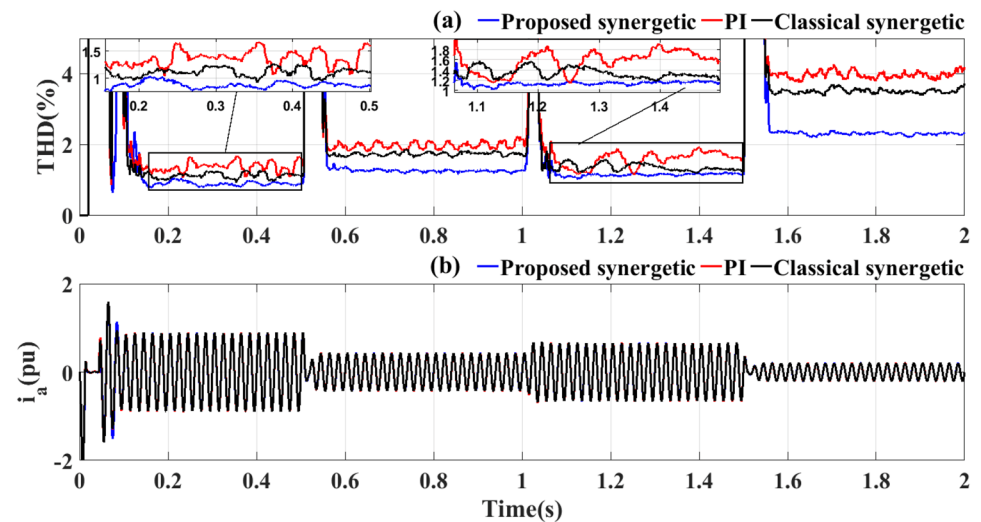 (a) Proposed synergetic PI Classical synergetic
THD(%)
4
2
0
1.5
1
0.2 0.3 0.4 0.5
1.8
1.6
1.4
1.2
1
1.1 1.2 1.3 1.4
0 0.2 0.4 0.6 0.8 1 1.2 1.4 1.6 1.8 2
(b) Proposed synergetic PI Classical synergetic
i_a(pu)
2
0
-2
0 0.2 0.4 0.6 0.8 1 1.2 1.4 1.6 1.8 2
Time(s)